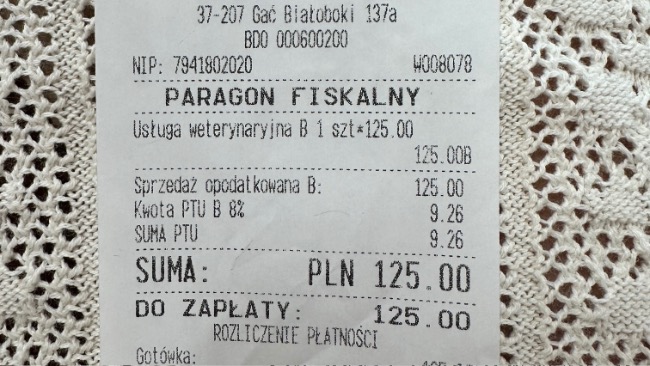 37-207 Gać Białoboki 137a
BDO 000600200
NIP: 7941802020 W008078
PARAGON FISKALNY
Usługa weterynaryjna B 1 szt*125.00
125.00B
Sprzedaż opodatkowana B: 125.00
Kwota PTU B 8% 9.26
SUMA PTU 9.26
SUMA: PLN 125.00
DO ZAPŁATY: 125.00
ROZLICZENIE PŁATNOŚCI
Gotówka: